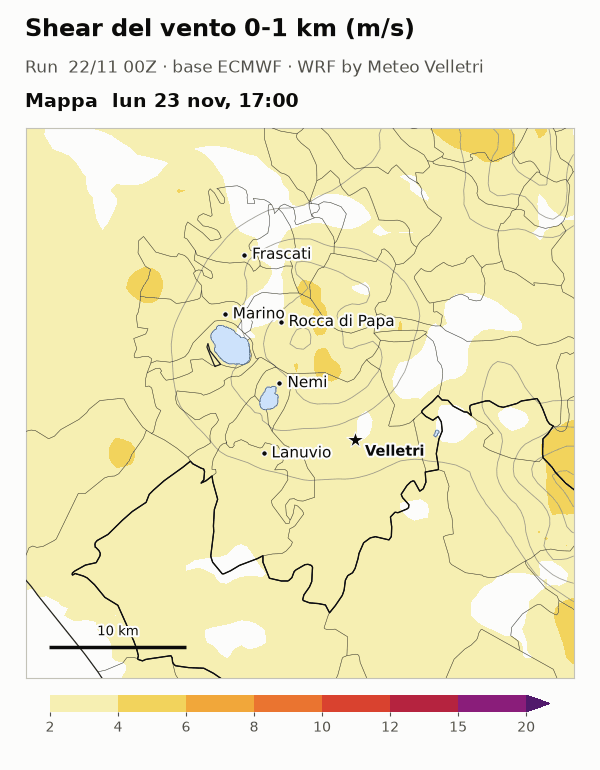 Shear del vento 0-1 km (m/s)
Run  22/11 00Z · base ECMWF · WRF by Meteo Velletri
Mappa  lun 23 nov, 17:00
Frascati
Marino
Rocca di Papa
Nemi
Velletri
Lanuvio
10 km
2 4 6 8 10 12 15 20